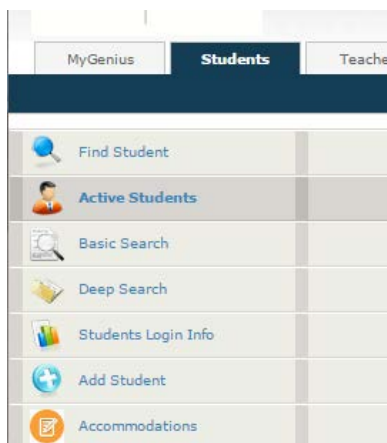 MyGenius Students Teache
Find Student
Active Students
Basic Search
Deep Search
Students Login Info
Add Student
Accommodations